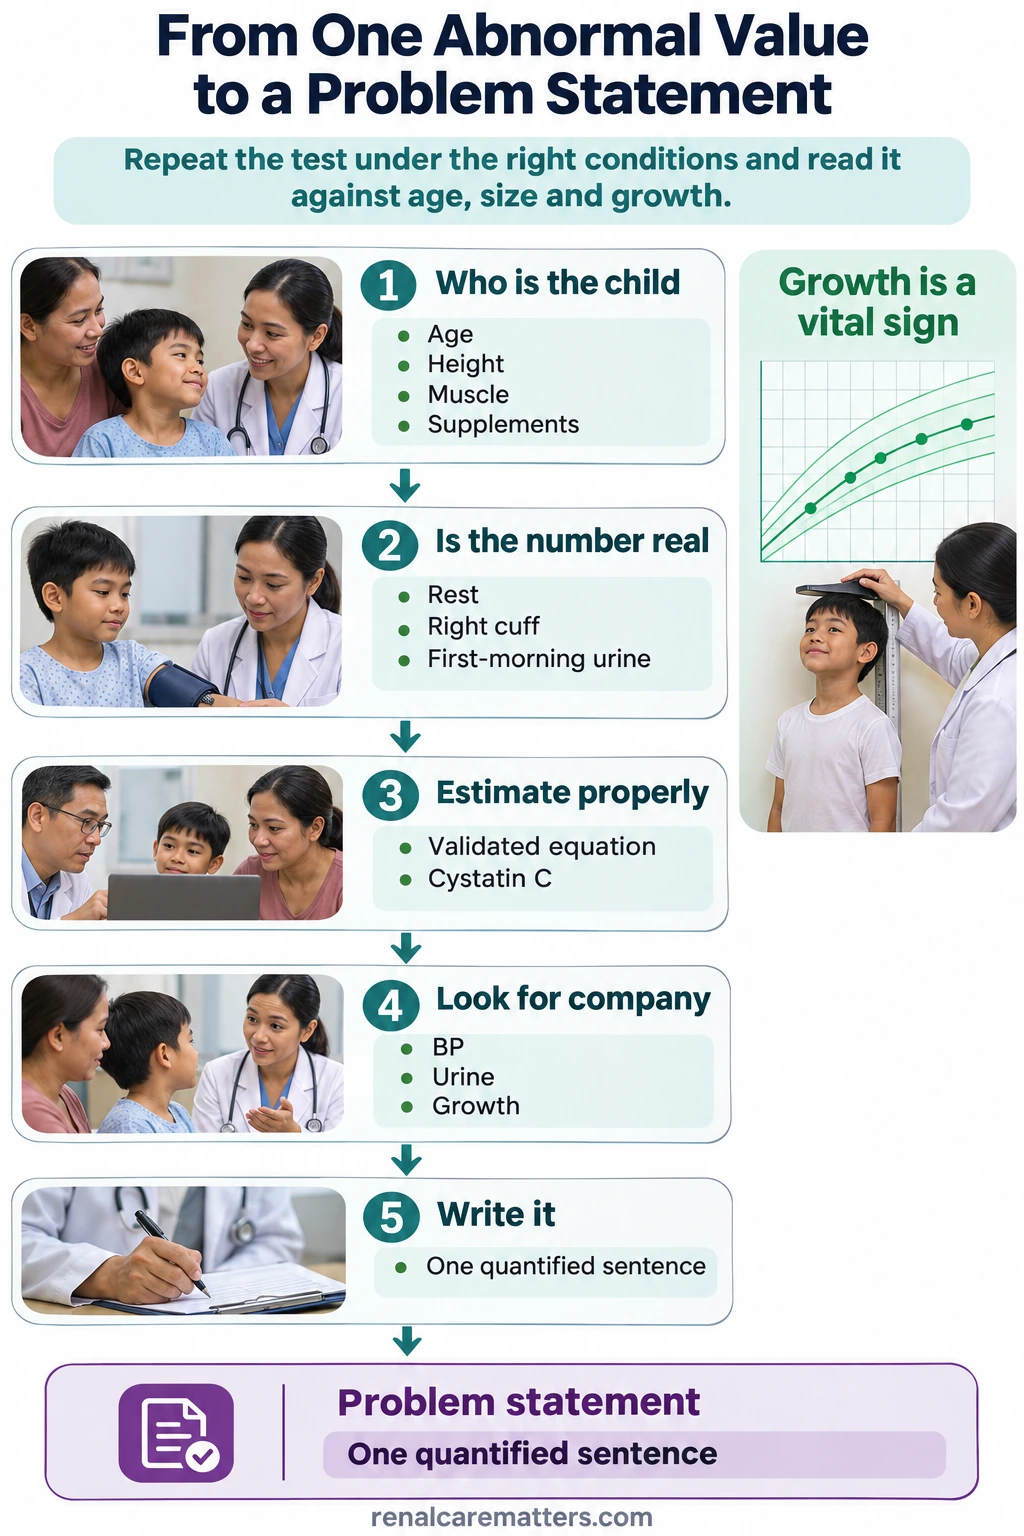 From One Abnormal Value
to a Problem Statement
Repeat the test under the right conditions and read it
against age, size and growth.
1 Who is the child
Age
Height
Muscle
Supplements
Growth is a
vital sign
2 Is the number real
Rest
Right cuff
First-morning urine
3 Estimate properly
Validated equation
Cystatin C
4 Look for company
BP
Urine
Growth
5 Write it
One quantified sentence
Problem statement
One quantified sentence
renalcarematters.com